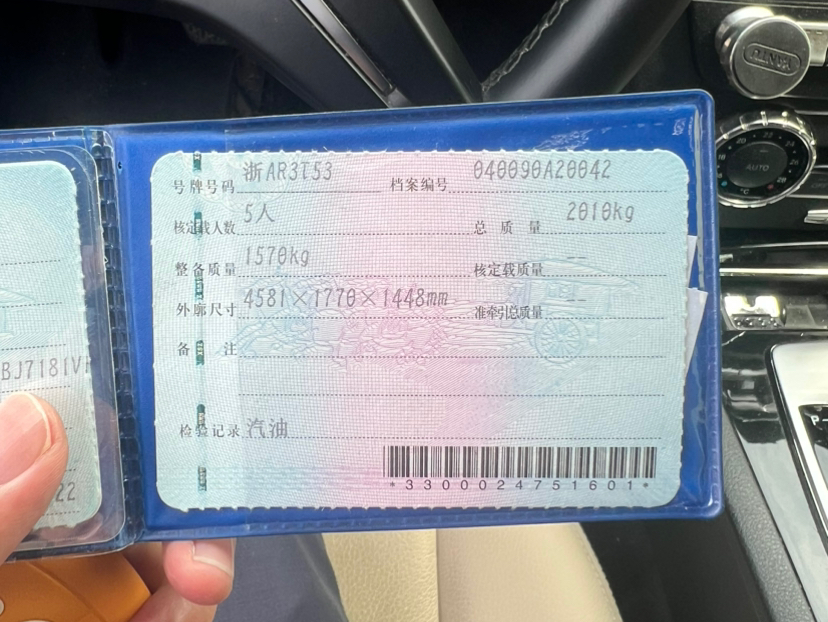 号牌号码 浙AR3T53 档案编号 040090A20042
核定载人数 5人 总质量 2010kg
整备质量 1570kg 核定载质量 --
外廓尺寸 4581×1770×1448mm 准牵引总质量 --
备注
检验记录 汽油
*3300024751601*
BJ7181V
22
AUTO
°C